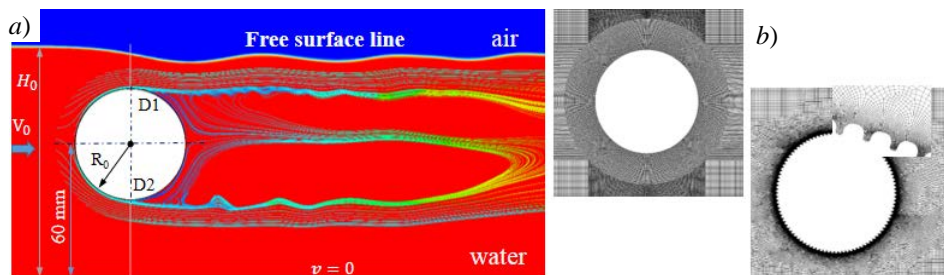 a)
Free surface line
air
b)
H₀
D1
V₀
R₀
D2
60 mm
v = 0
water